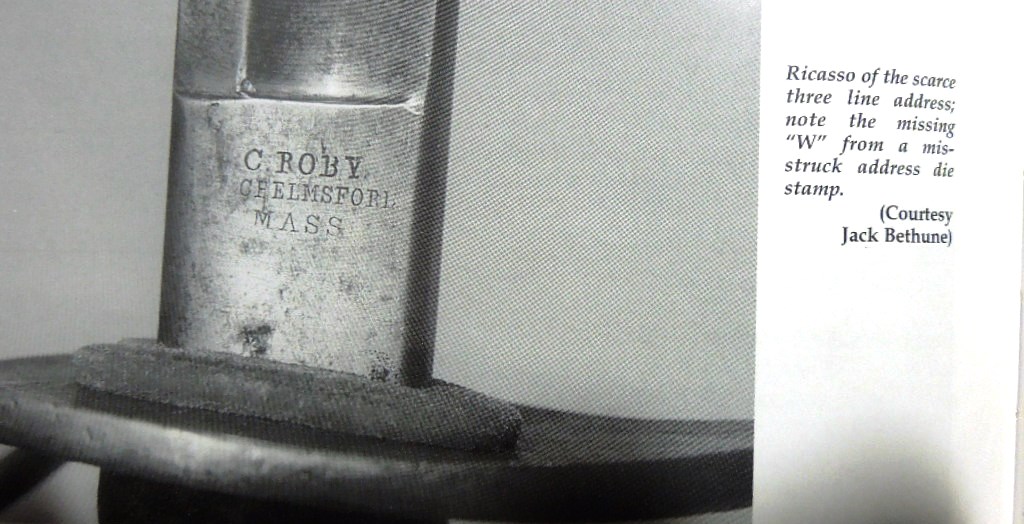 C. ROBY.
CHELMSFORD
MASS
Ricasso of the scarce
three line address;
note the missing
"W" from a mis-
struck address die
stamp.
(Courtesy
Jack Bethune)